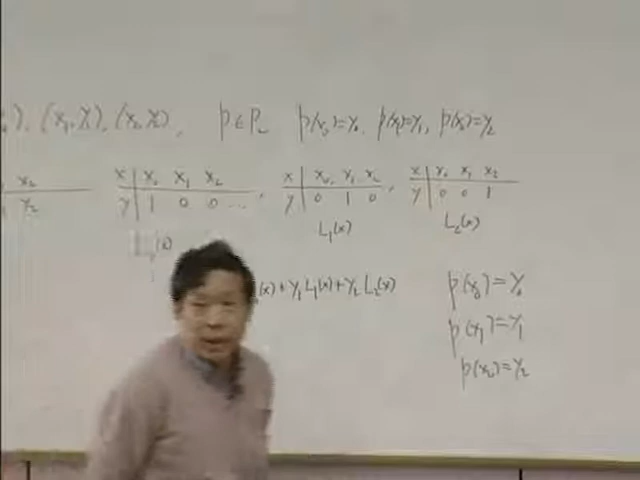 ), (x₁, y₁), (x₂, y₂), p ∈ P₂ p(x₀)=y₀, p(x₁)=y₁, p(x₂)=y₂
x₂
y₂
x | x₀ x₁ x₂
y | 1 0 0 ...,
x | x₀ x₁ x₂
y | 0 1 0,
x | x₀ x₁ x₂
y | 0 0 1
L₁(x)
L₂(x)
(x) + y₁L₁(x) + y₂L₂(x)
p(x₀) = y₀
p(x₁) = y₁
p(x₂) = y₂